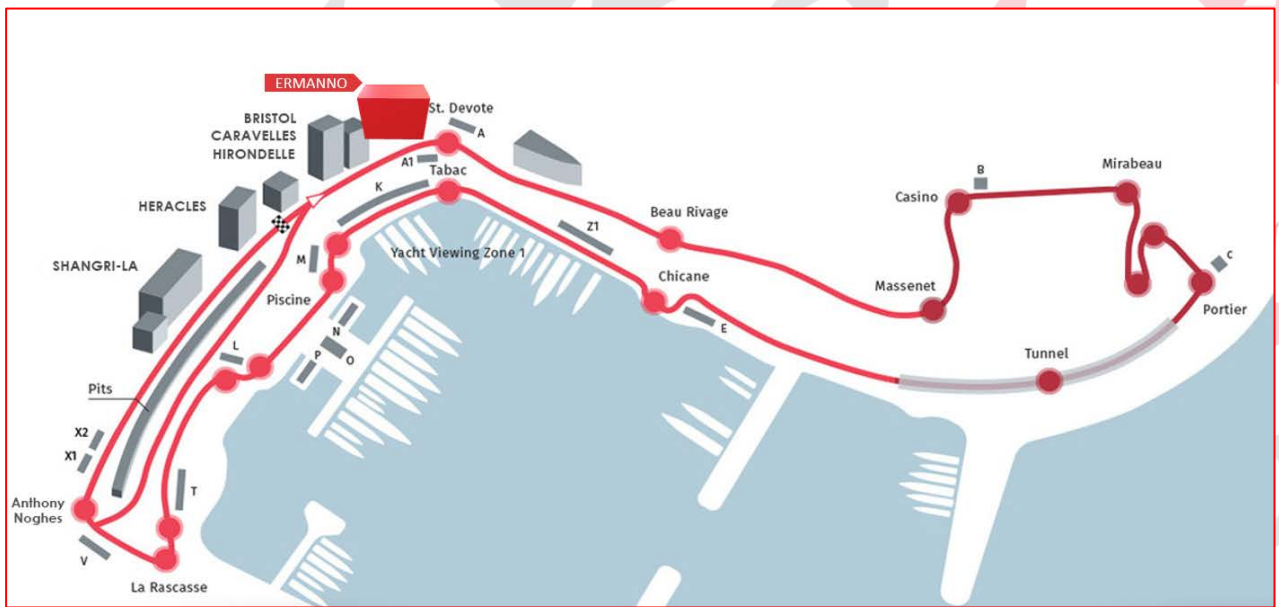 ERMANNO
St. Devote
A
BRISTOL
CARAVELLES
HIRONDELLE
A1
Tabac
K
B
Mirabeau
Casino
HERACLES
Beau Rivage
Z1
Yacht Viewing Zone 1
M
C
SHANGRI-LA
Chicane
Massenet
Piscine
Portier
N
E
L
P
O
Tunnel
Pits
X2
X1
T
Anthony
Noghes
V
La Rascasse